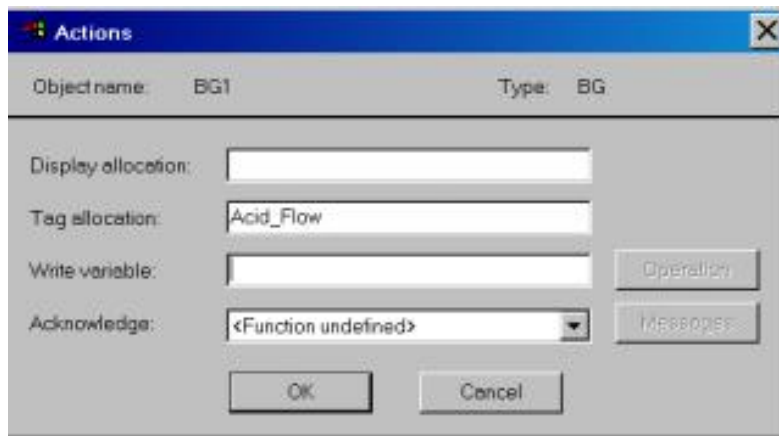 Actions
Object name: BG1 Type: BG
Display allocation:
Tag allocation: Acid_Flow
Write variable: Operation
Acknowledge: <Function undefined> Messages
OK Cancel